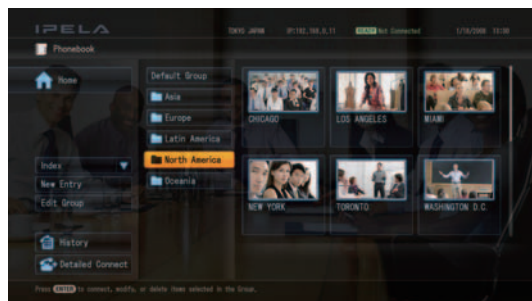 IPELA
TOKYO JAPAN IP:192.168.0.11 READY Not Connected 1/16/2008 13:00
Phonebook
Home
Index
New Entry
Edit Group
History
Detailed Connect
Default Group
Asia
Europe
Latin America
North America
Oceania
CHICAGO
LOS ANGELES
MIAMI
NEW YORK
TORONTO
WASHINGTON D.C.
Press ENTER to connect, modify, or delete items selected in the Group.